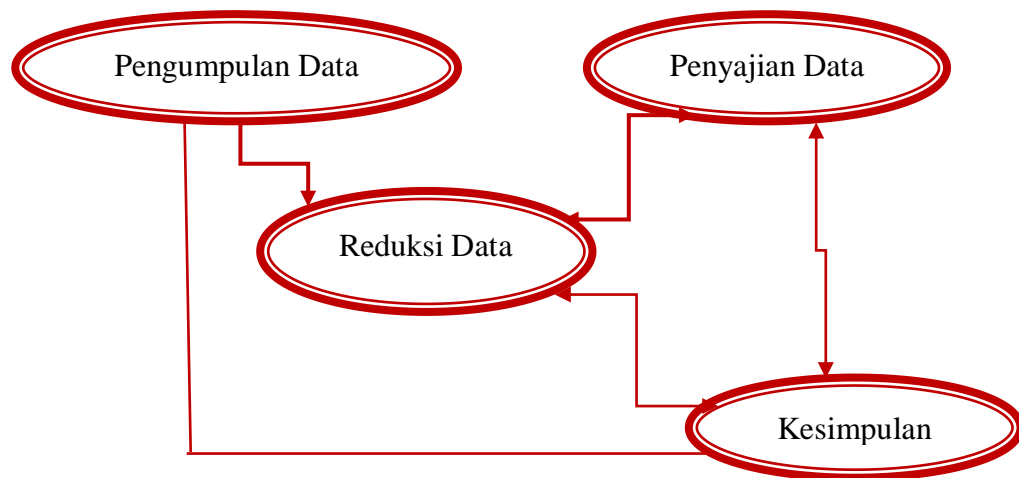 Pengumpulan Data
Penyajian Data
Reduksi Data
Kesimpulan